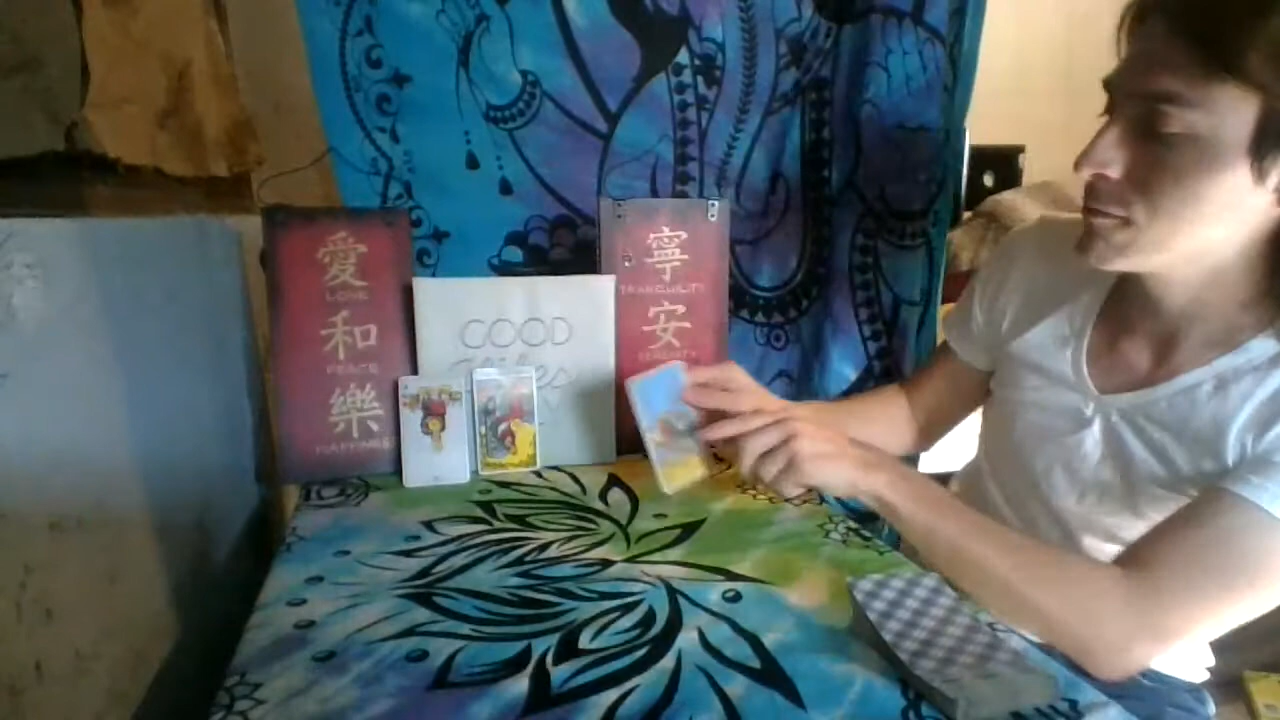 愛
LOVE
和
PEACE
樂
HAPPINESS
GOOD
寧
TRANQUILITY
安
SERENITY